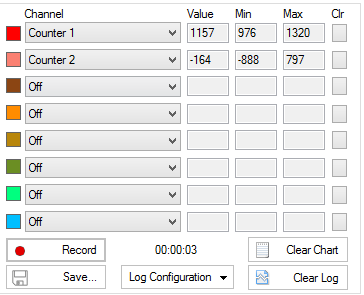 Channel Value Min Max Clr
Counter 1 1157 976 1320
Counter 2 -164 -888 797
Off
Off
Off
Off
Off
Off
Record 00:00:03 Clear Chart
Save... Log Configuration Clear Log